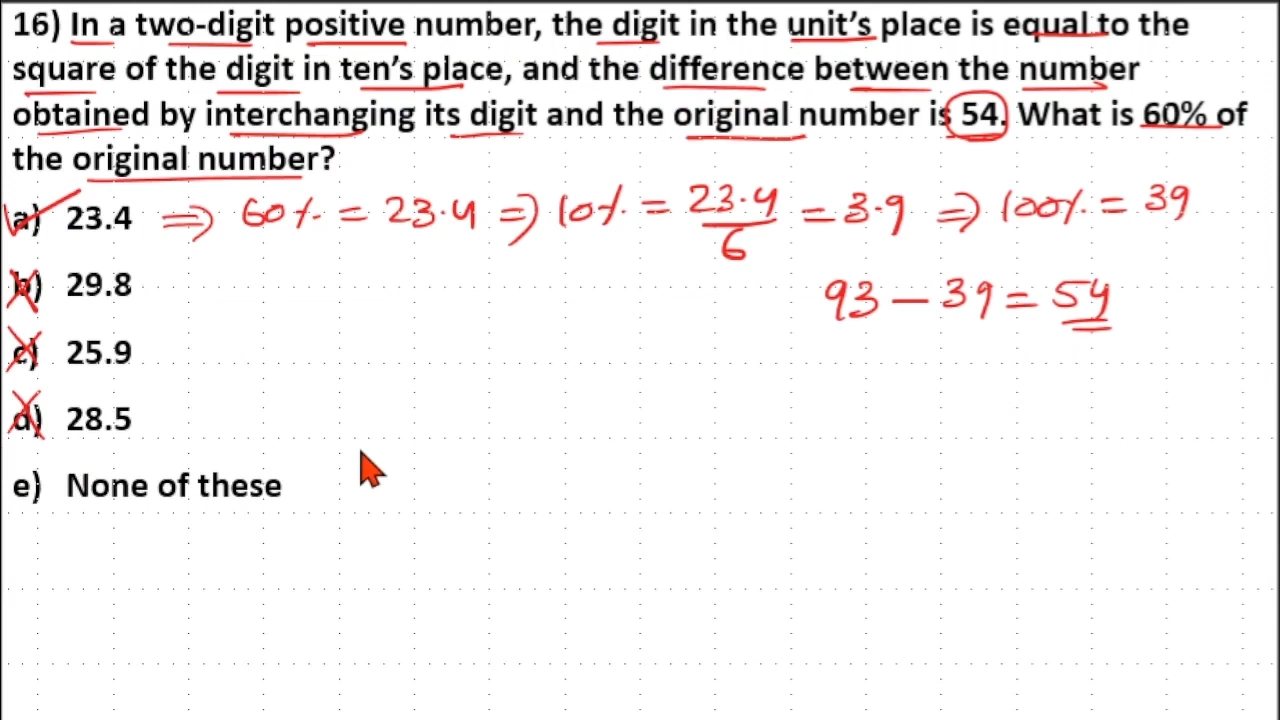 16) In a two-digit positive number, the digit in the unit's place is equal to the
square of the digit in ten's place, and the difference between the number
obtained by interchanging its digit and the original number is 54. What is 60% of
the original number?
a) 23.4 ⇒ 60% = 23.4 ⇒ 10% = 23.4/6 = 3.9 ⇒ 100% = 39
b) 29.8
93 - 39 = 54
c) 25.9
d) 28.5
e) None of these